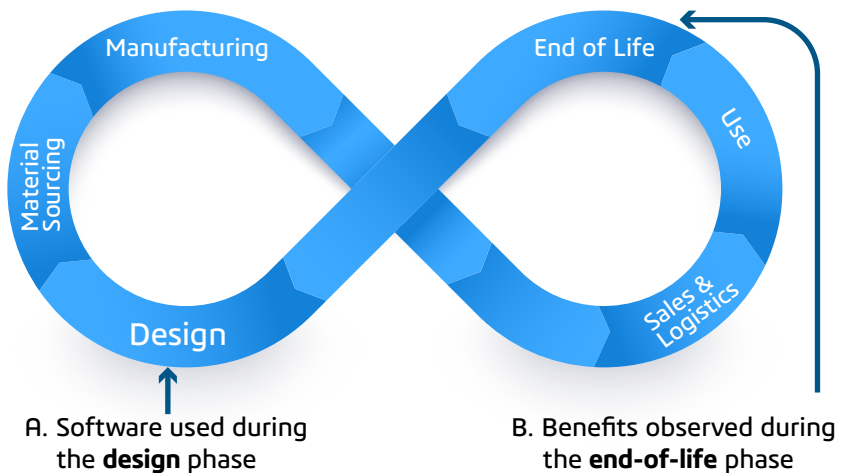 Manufacturing
End of Life
Use
Material
Sourcing
Sales &
Logistics
Design
A. Software used during
the design phase
B. Benefits observed during
the end-of-life phase